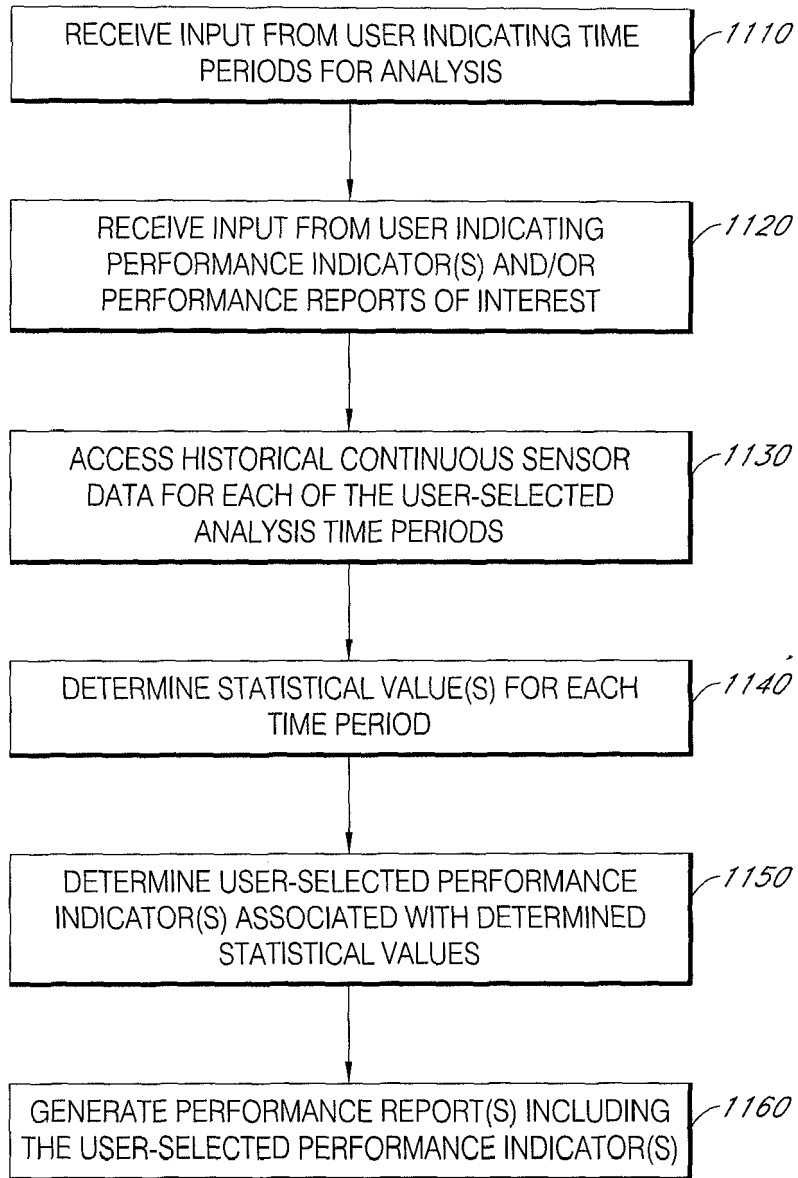 RECEIVE INPUT FROM USER INDICATING TIME
PERIODS FOR ANALYSIS
1110
RECEIVE INPUT FROM USER INDICATING
PERFORMANCE INDICATOR(S) AND/OR
PERFORMANCE REPORTS OF INTEREST
1120
ACCESS HISTORICAL CONTINUOUS SENSOR
DATA FOR EACH OF THE USER-SELECTED
ANALYSIS TIME PERIODS
1130
DETERMINE STATISTICAL VALUE(S) FOR EACH
TIME PERIOD
1140
DETERMINE USER-SELECTED PERFORMANCE
INDICATOR(S) ASSOCIATED WITH DETERMINED
STATISTICAL VALUES
1150
GENERATE PERFORMANCE REPORT(S) INCLUDING
THE USER-SELECTED PERFORMANCE INDICATOR(S)
1160